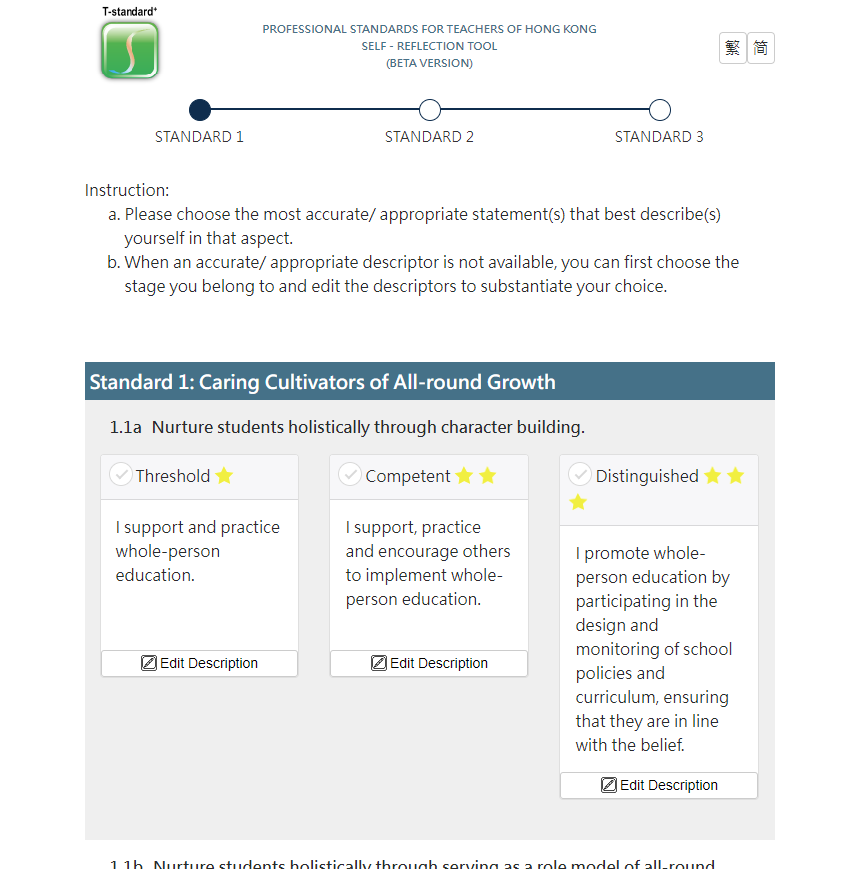 T-standard+
PROFESSIONAL STANDARDS FOR TEACHERS OF HONG KONG
SELF - REFLECTION TOOL
(BETA VERSION)
繁 简
STANDARD 1 STANDARD 2 STANDARD 3
Instruction:
a. Please choose the most accurate/ appropriate statement(s) that best describe(s)
yourself in that aspect.
b. When an accurate/ appropriate descriptor is not available, you can first choose the
stage you belong to and edit the descriptors to substantiate your choice.
Standard 1: Caring Cultivators of All-round Growth
1.1a Nurture students holistically through character building.
Threshold
I support and practice
whole-person
education.
Edit Description
Competent
I support, practice
and encourage others
to implement whole-
person education.
Edit Description
Distinguished
I promote whole-
person education by
participating in the
design and
monitoring of school
policies and
curriculum, ensuring
that they are in line
with the belief.
Edit Description
1.1b Nurture students holistically through serving as a role model of all-round